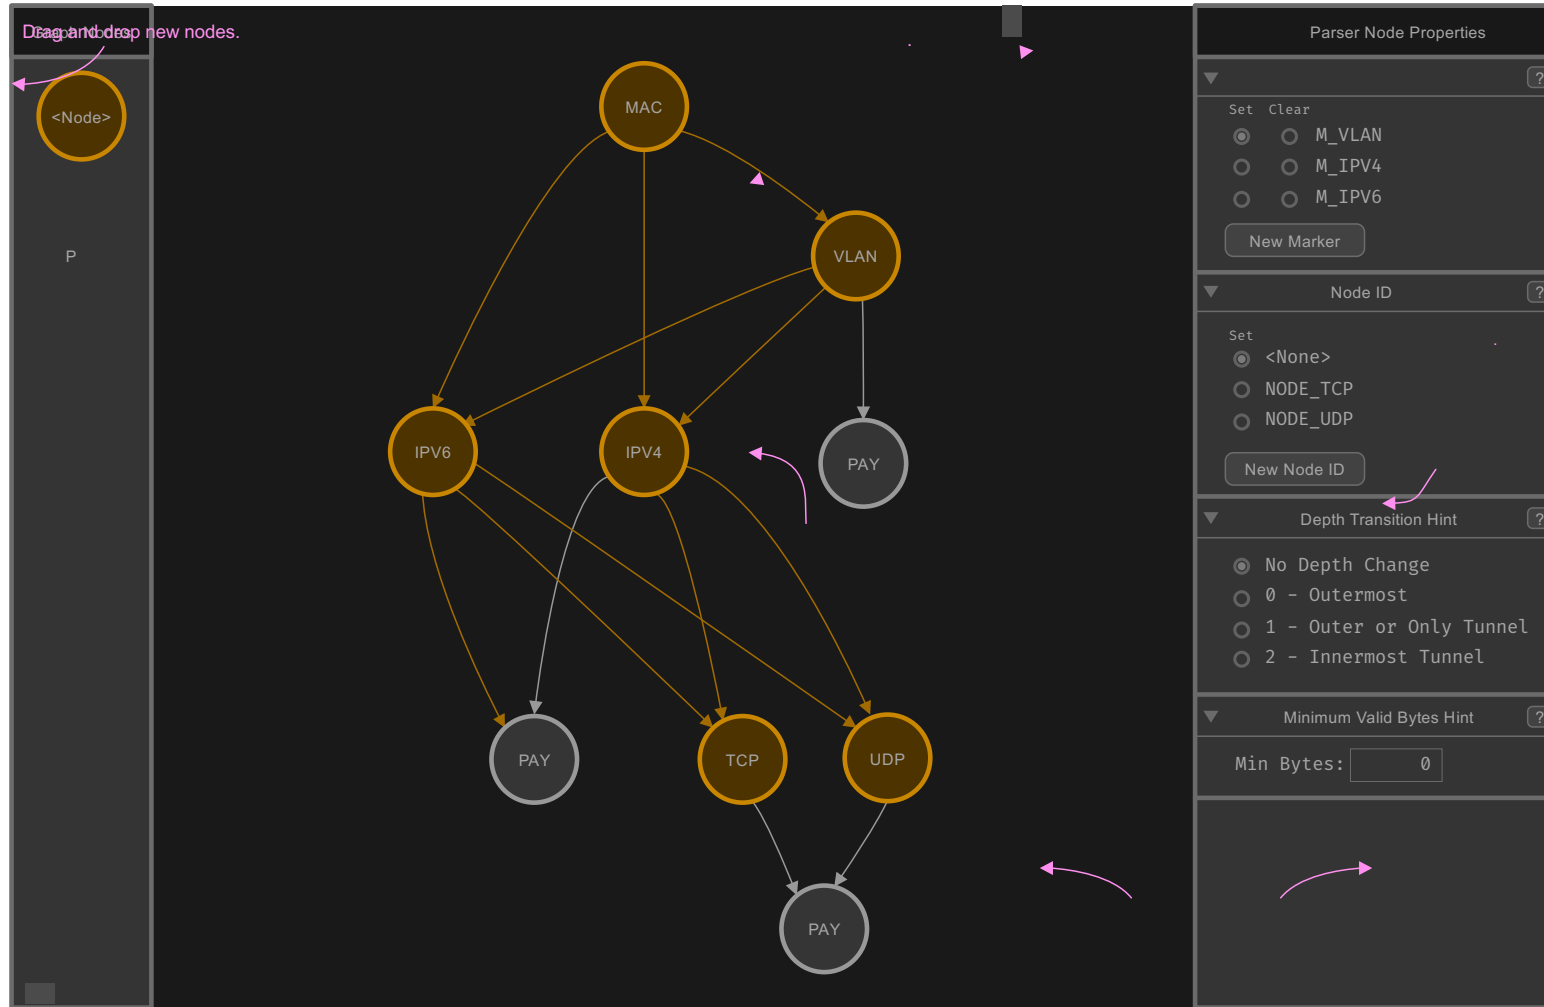 Drag and drop new nodes.
Graph Nodes
<Node>
P
MAC
VLAN
IPV6
IPV4
PAY
PAY
TCP
UDP
PAY
Parser Node Properties
?
Set Clear
M_VLAN
M_IPV4
M_IPV6
New Marker
Node ID
?
Set
<None>
NODE_TCP
NODE_UDP
New Node ID
Depth Transition Hint
?
No Depth Change
0 - Outermost
1 - Outer or Only Tunnel
2 - Innermost Tunnel
Minimum Valid Bytes Hint
?
Min Bytes: 0